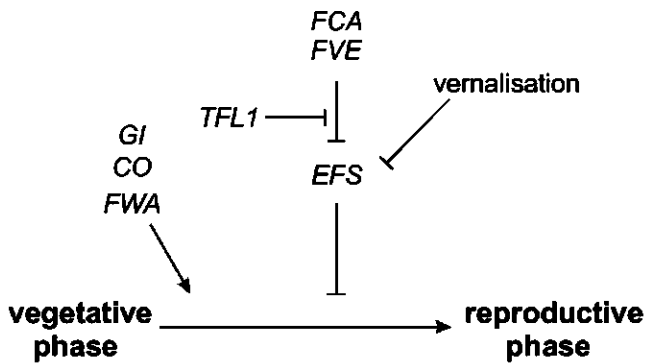 FCA
FVE
vernalisation
TFL1
GI
CO
FWA
EFS
vegetative
phase
reproductive
phase